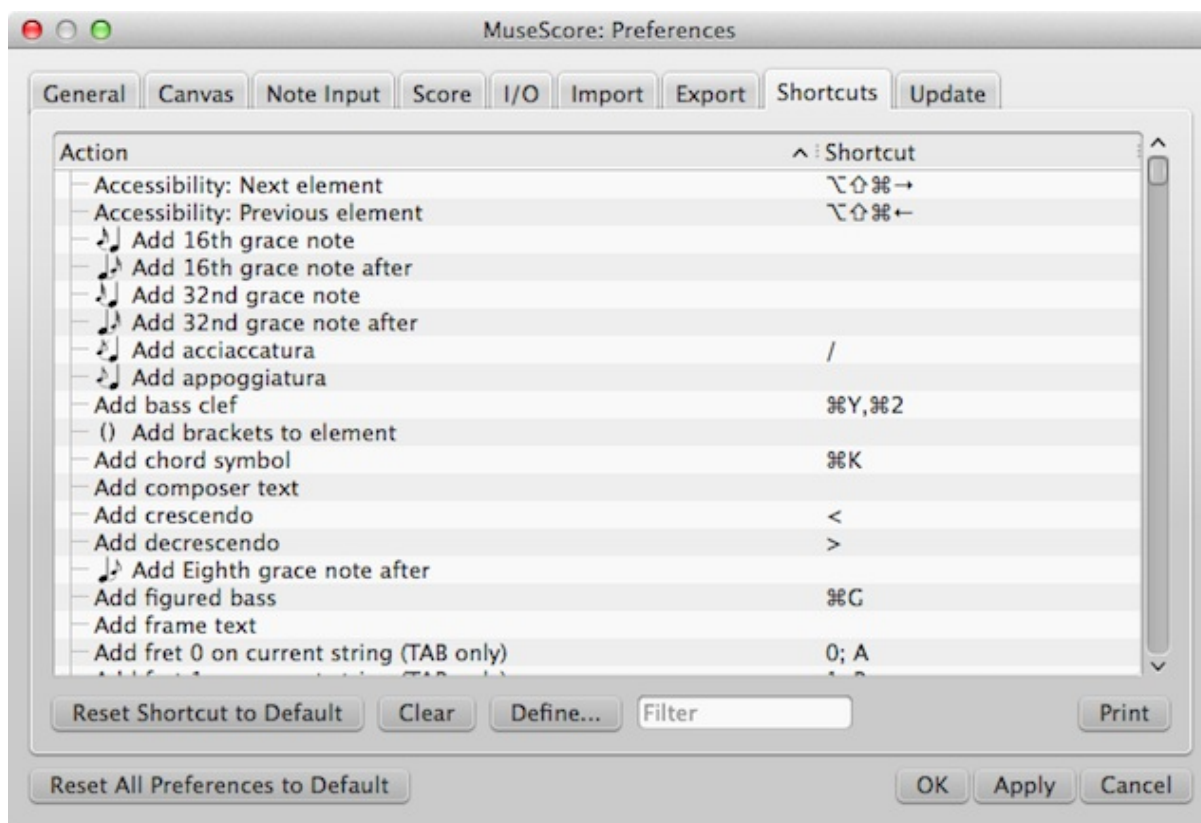 MuseScore: Preferences
General Canvas Note Input Score I/O Import Export Shortcuts Update
Action Shortcut
Accessibility: Next element ⌥⇧⌘→
Accessibility: Previous element ⌥⇧⌘←
Add 16th grace note
Add 16th grace note after
Add 32nd grace note
Add 32nd grace note after
Add acciaccatura /
Add appoggiatura
Add bass clef ⌘Y,⌘2
() Add brackets to element
Add chord symbol ⌘K
Add composer text
Add crescendo <
Add decrescendo >
Add Eighth grace note after
Add figured bass ⌘G
Add frame text
Add fret 0 on current string (TAB only) 0; A
Reset Shortcut to Default Clear Define... Filter Print
Reset All Preferences to Default OK Apply Cancel